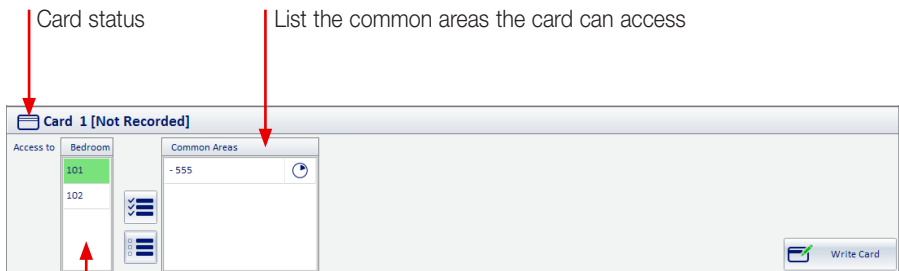 Card status
List the common areas the card can access
Card 1 [Not Recorded]
Access to
Bedroom
Common Areas
101
- 555
102
Write Card